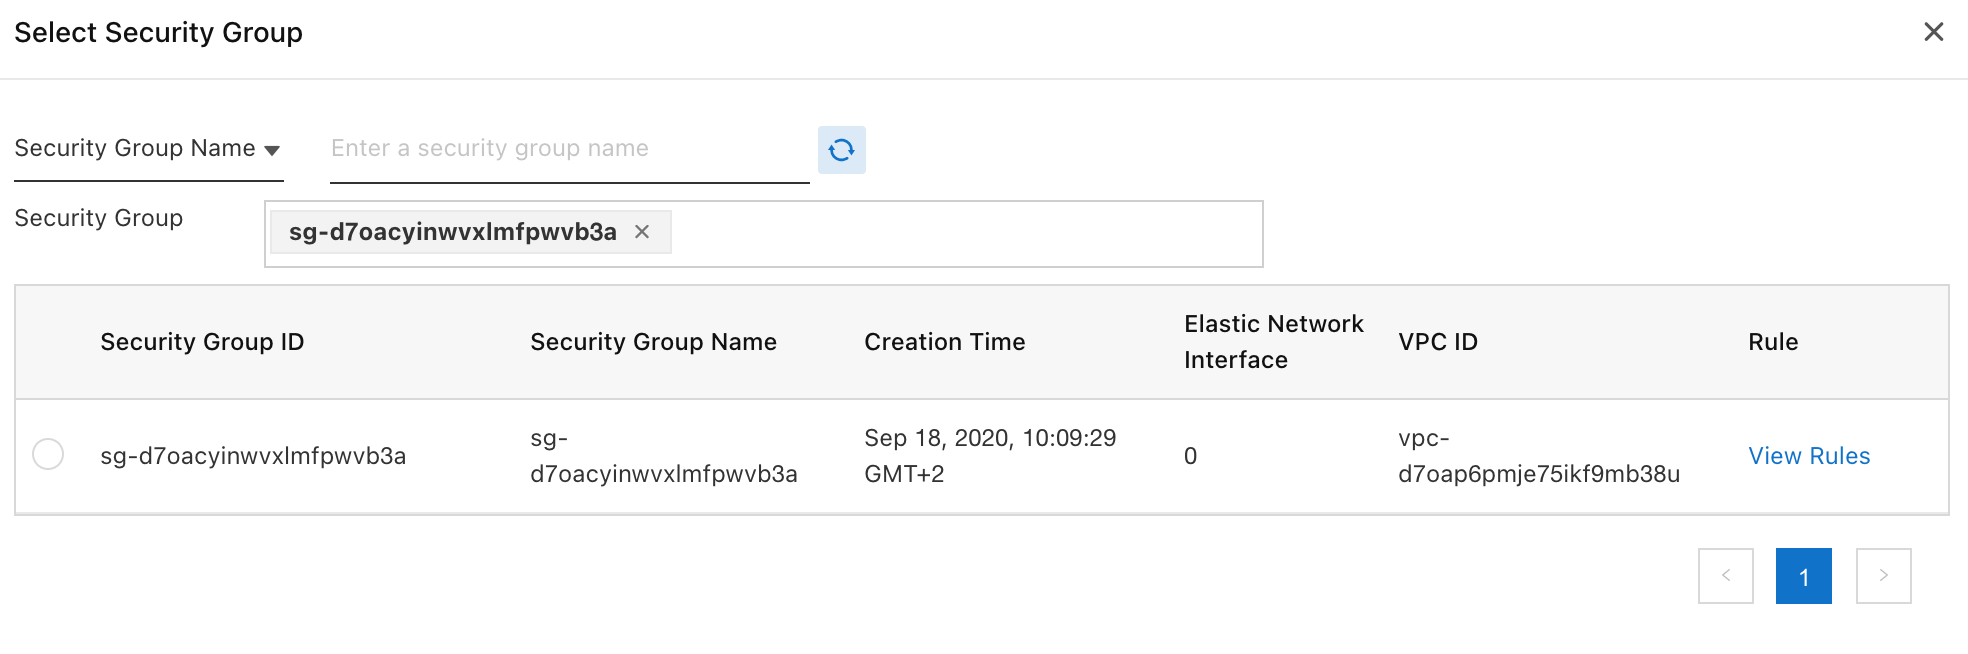 Select Security Group
Security Group Name
Enter a security group name
Security Group
sg-d7oacyinwvxlmfpwvb3a
Security Group ID
Security Group Name
Creation Time
Elastic Network
Interface
VPC ID
Rule
sg-d7oacyinwvxlmfpwvb3a
sg-
d7oacyinwvxlmfpwvb3a
Sep 18, 2020, 10:09:29
GMT+2
0
vpc-
d7oap6pmje75ikf9mb38u
View Rules
1